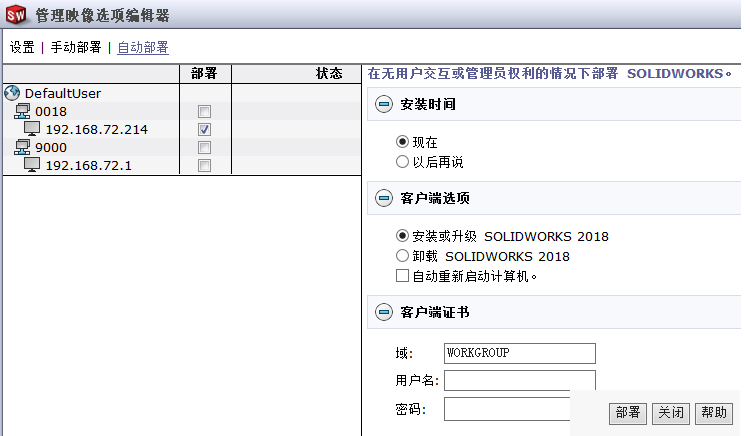 SW 管理映像选项编辑器
设置 | 手动部署 | 自动部署
部署 状态
DefaultUser
0018
192.168.72.214
9000
192.168.72.1
在无用户交互或管理员权利的情况下部署 SOLIDWORKS。
安装时间
现在
以后再说
客户端选项
安装或升级 SOLIDWORKS 2018
卸载 SOLIDWORKS 2018
自动重新启动计算机。
客户端证书
域: WORKGROUP
用户名:
密码:
部署 关闭 帮助